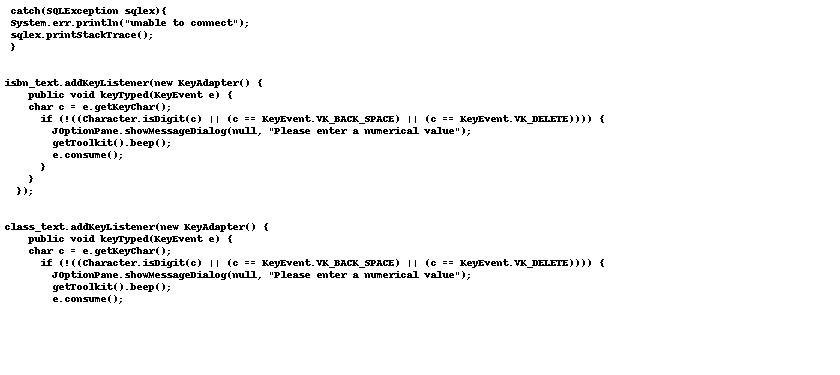 catch(SQLException sqlex){
System.err.println("unable to connect");
sqlex.printStackTrace();
}
isbn_text.addKeyListener(new KeyAdapter() {
public void keyTyped(KeyEvent e) {
char c = e.getKeyChar();
if (!((Character.isDigit(c) || (c == KeyEvent.VK_BACK_SPACE) || (c == KeyEvent.VK_DELETE)))) {
JOptionPane.showMessageDialog(null, "Please enter a numerical value");
getToolkit().beep();
e.consume();
}
}
});
class_text.addKeyListener(new KeyAdapter() {
public void keyTyped(KeyEvent e) {
char c = e.getKeyChar();
if (!((Character.isDigit(c) || (c == KeyEvent.VK_BACK_SPACE) || (c == KeyEvent.VK_DELETE)))) {
JOptionPane.showMessageDialog(null, "Please enter a numerical value");
getToolkit().beep();
e.consume();